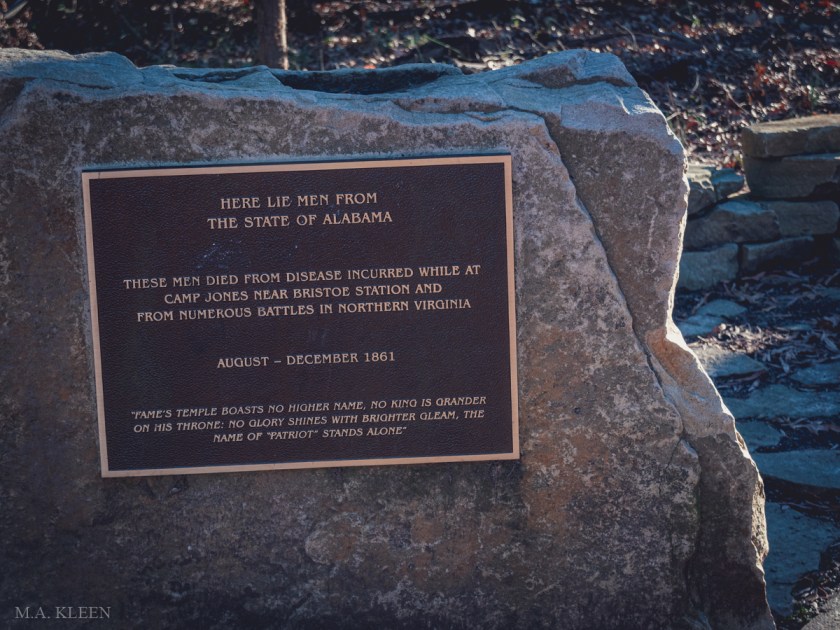 HERE LIE MEN FROM
THE STATE OF ALABAMA
THESE MEN DIED FROM DISEASE INCURRED WHILE AT
CAMP JONES NEAR BRISTOE STATION AND
FROM NUMEROUS BATTLES IN NORTHERN VIRGINIA
AUGUST – DECEMBER 1861
"FAME'S TEMPLE BOASTS NO HIGHER NAME, NO KING IS GRANDER
ON HIS THRONE: NO GLORY SHINES WITH BRIGHTER GLEAM, THE
NAME OF "PATRIOT" STANDS ALONE"
M.A. KLEEN